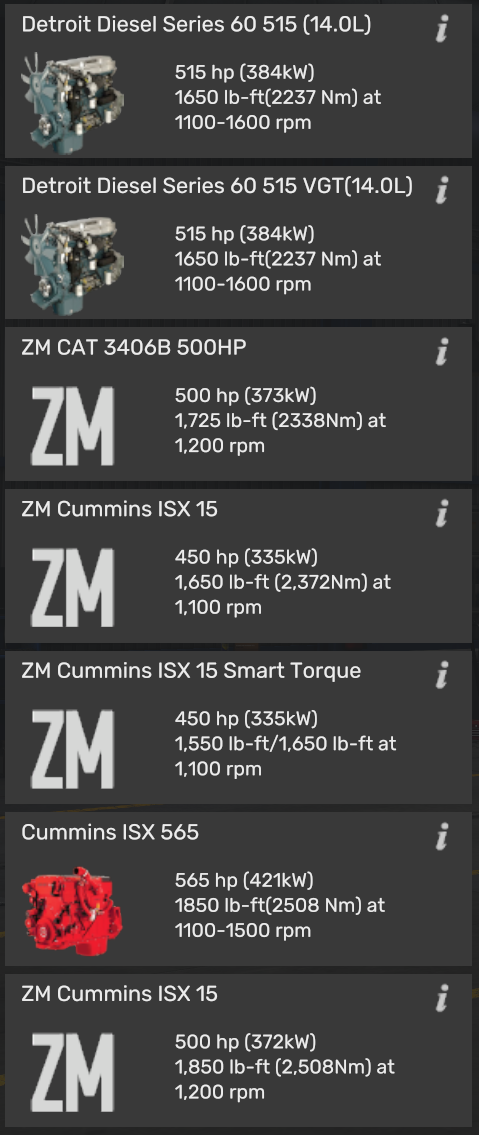 Detroit Diesel Series 60 515 (14.0L)
i
515 hp (384kW)
1650 lb-ft(2237 Nm) at
1100-1600 rpm
Detroit Diesel Series 60 515 VGT(14.0L)
i
515 hp (384kW)
1650 lb-ft(2237 Nm) at
1100-1600 rpm
ZM CAT 3406B 500HP
i
ZM
500 hp (373kW)
1,725 lb-ft (2338Nm) at
1,200 rpm
ZM Cummins ISX 15
i
ZM
450 hp (335kW)
1,650 lb-ft (2,372Nm) at
1,100 rpm
ZM Cummins ISX 15 Smart Torque
i
ZM
450 hp (335kW)
1,550 lb-ft/1,650 lb-ft at
1,100 rpm
Cummins ISX 565
i
565 hp (421kW)
1850 lb-ft(2508 Nm) at
1100-1500 rpm
ZM Cummins ISX 15
i
ZM
500 hp (372kW)
1,850 lb-ft (2,508Nm) at
1,200 rpm